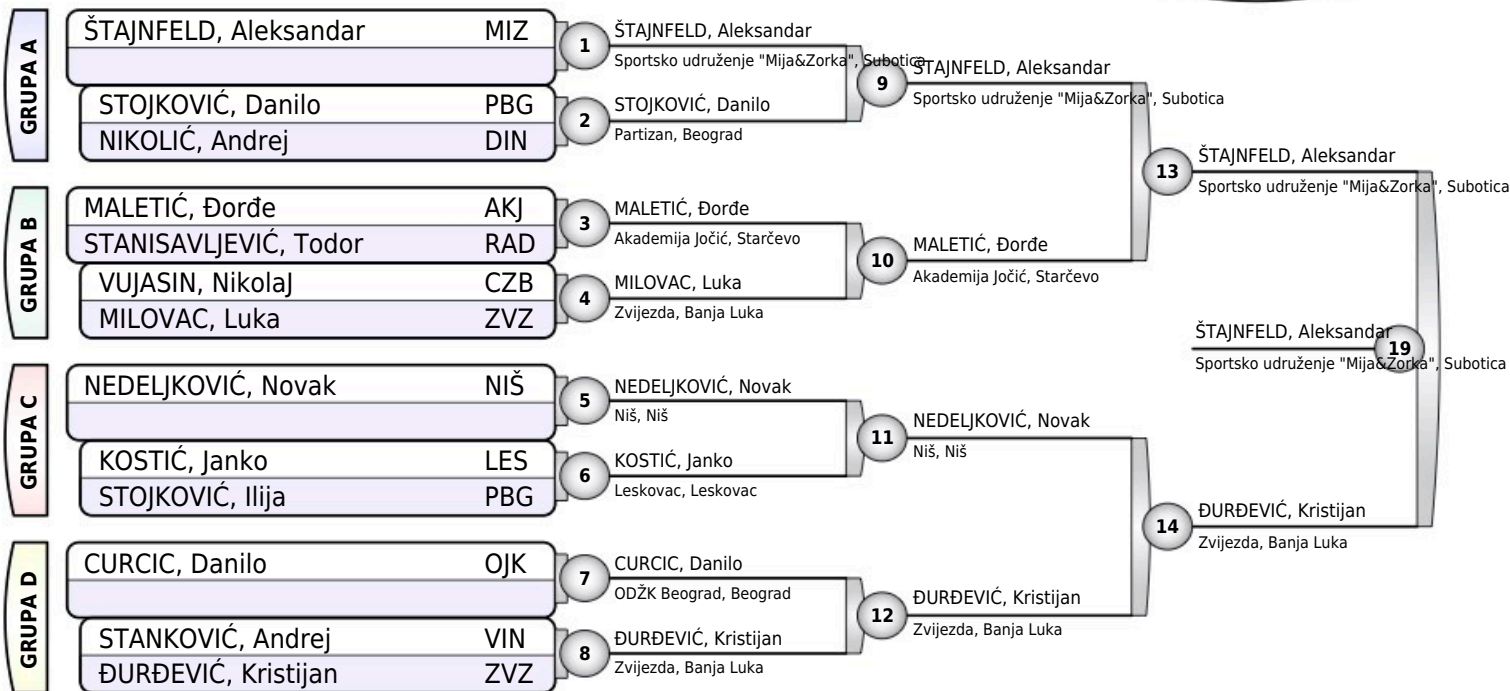 GRUPA A
ŠTAJNFELD, Aleksandar MIZ
STOJKOVIĆ, Danilo PBG
NIKOLIĆ, Andrej DIN
GRUPA B
MALETIĆ, Đorđe AKJ
STANISAVLJEVIĆ, Todor RAD
VUJASIN, NikolaJ CZB
MILOVAC, Luka ZVZ
GRUPA C
NEDELJKOVIĆ, Novak NIŠ
KOSTIĆ, Janko LES
STOJKOVIĆ, Ilija PBG
GRUPA D
CURCIC, Danilo OJK
STANKOVIĆ, Andrej VIN
ĐURĐEVIĆ, Kristijan ZVZ
1
ŠTAJNFELD, Aleksandar
Sportsko udruženje "Mija&Zorka", Subotica
2
STOJKOVIĆ, Danilo
Partizan, Beograd
3
MALETIĆ, Đorđe
Akademija Jočić, Starčevo
4
MILOVAC, Luka
Zvijezda, Banja Luka
5
NEDELJKOVIĆ, Novak
Niš, Niš
6
KOSTIĆ, Janko
Leskovac, Leskovac
7
CURCIC, Danilo
ODŽK Beograd, Beograd
8
ĐURĐEVIĆ, Kristijan
Zvijezda, Banja Luka
9
ŠTAJNFELD, Aleksandar
Sportsko udruženje "Mija&Zorka", Subotica
10
MALETIĆ, Đorđe
Akademija Jočić, Starčevo
11
NEDELJKOVIĆ, Novak
Niš, Niš
12
ĐURĐEVIĆ, Kristijan
Zvijezda, Banja Luka
13
ŠTAJNFELD, Aleksandar
Sportsko udruženje "Mija&Zorka", Subotica
14
ĐURĐEVIĆ, Kristijan
Zvijezda, Banja Luka
19
ŠTAJNFELD, Aleksandar
Sportsko udruženje "Mija&Zorka", Subotica